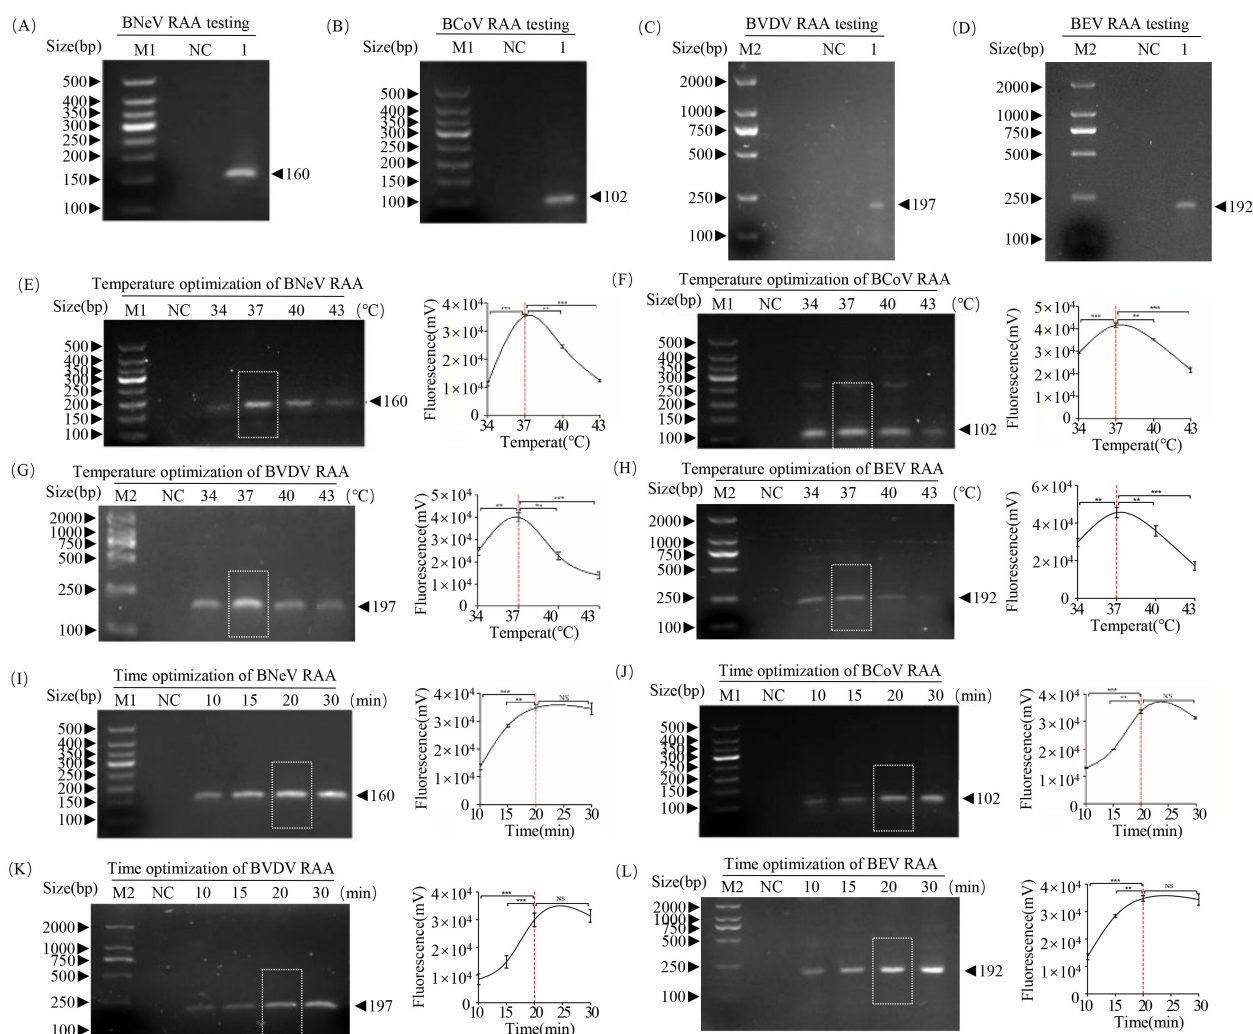 (A) BNeV RAA testing
Size(bp) M1 NC 1
500
400
350
300
250
200
150
100
160
(B) BCoV RAA testing
Size(bp) M1 NC 1
500
400
350
300
250
200
150
100
102
(C) BVDV RAA testing
Size(bp) M2 NC 1
2000
1000
750
500
250
100
197
(D) BEV RAA testing
Size(bp) M2 NC 1
2000
1000
750
500
250
100
192
(E) Temperature optimization of BNeV RAA
Size(bp) M1 NC 34 37 40 43 (℃)
500
400
350
300
250
200
150
100
160
Fluorescence(mV)
4×10⁴
3×10⁴
2×10⁴
1×10⁴
0
*** ** ***
34 37 40 43
Temperat(℃)
(F) Temperature optimization of BCoV RAA
Size(bp) M1 NC 34 37 40 43 (℃)
500
400
350
300
250
200
150
100
102
Fluorescence(mV)
5×10⁴
4×10⁴
3×10⁴
2×10⁴
1×10⁴
0
*** ** ***
34 37 40 43
Temperat(℃)
(G) Temperature optimization of BVDV RAA
Size(bp) M2 NC 34 37 40 43 (℃)
2000
1000
750
500
250
100
197
Fluorescence(mV)
5×10⁴
4×10⁴
3×10⁴
2×10⁴
1×10⁴
0
** ** ***
34 37 40 43
Temperat(℃)
(H) Temperature optimization of BEV RAA
Size(bp) M2 NC 34 37 40 43 (℃)
2000
1000
750
500
250
100
192
Fluorescence(mV)
6×10⁴
4×10⁴
2×10⁴
0
** ** ***
34 37 40 43
Temperat(℃)
(I) Time optimization of BNeV RAA
Size(bp) M1 NC 10 15 20 30 (min)
500
400
350
300
250
200
150
100
160
Fluorescence(mV)
4×10⁴
3×10⁴
2×10⁴
1×10⁴
0
*** ** NS
10 15 20 25 30
Time(min)
(J) Time optimization of BCoV RAA
Size(bp) M1 NC 10 15 20 30 (min)
500
400
350
300
250
200
150
100
102
Fluorescence(mV)
4×10⁴
3×10⁴
2×10⁴
1×10⁴
0
*** ** NS
10 15 20 25 30
Time(min)
(K) Time optimization of BVDV RAA
Size(bp) M2 NC 10 15 20 30 (min)
2000
1000
750
500
250
100
197
Fluorescence(mV)
4×10⁴
3×10⁴
2×10⁴
1×10⁴
0
*** *** NS
10 15 20 25 30
Time(min)
(L) Time optimization of BEV RAA
Size(bp) M2 NC 10 15 20 30 (min)
2000
1000
750
500
250
100
192
Fluorescence(mV)
4×10⁴
3×10⁴
2×10⁴
1×10⁴
0
*** ** NS
10 15 20 25 30
Time(min)